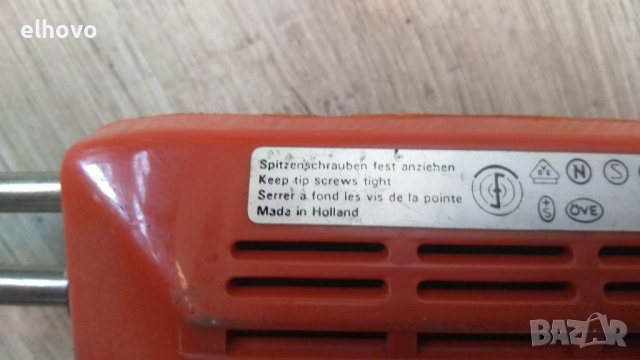 elhovo
Spitzenschrauben fest anziehen
Keep tip screws tight
Serrer à fond les vis de la pointe
Made in Holland
N S
+S ÖVE
BAZAR